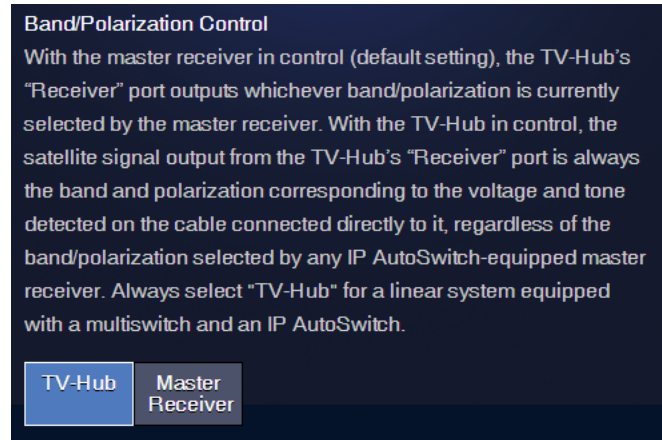 Band/Polarization Control
With the master receiver in control (default setting), the TV-Hub's
“Receiver” port outputs whichever band/polarization is currently
selected by the master receiver. With the TV-Hub in control, the
satellite signal output from the TV-Hub's “Receiver” port is always
the band and polarization corresponding to the voltage and tone
detected on the cable connected directly to it, regardless of the
band/polarization selected by any IP AutoSwitch-equipped master
receiver. Always select "TV-Hub" for a linear system equipped
with a multiswitch and an IP AutoSwitch.
TV-Hub
Master
Receiver